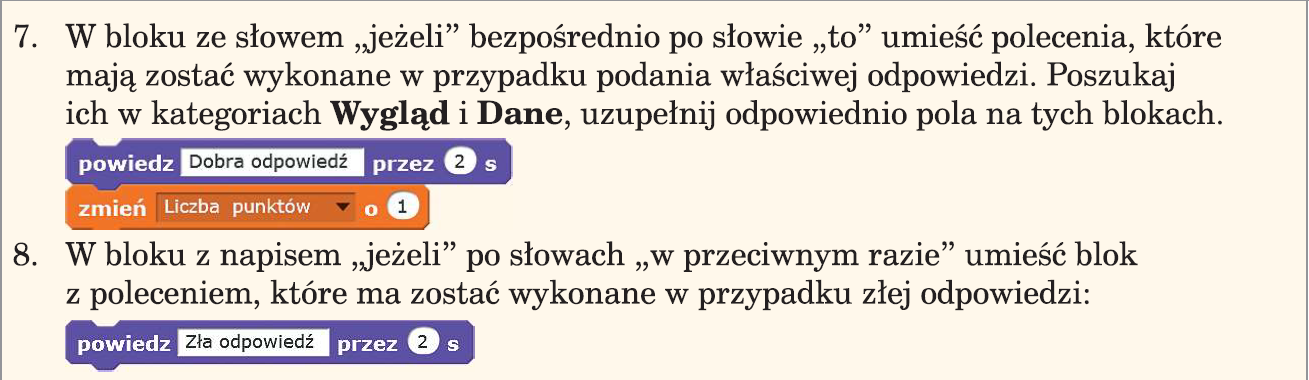 7. W bloku ze słowem „jeżeli” bezpośrednio po słowie „to” umieść polecenia, które
mają zostać wykonane w przypadku podania właściwej odpowiedzi. Poszukaj
ich w kategoriach Wygląd i Dane, uzupełnij odpowiednio pola na tych blokach.
powiedz Dobra odpowiedź przez 2 s
zmień Liczba punktów o 1
8. W bloku z napisem „jeżeli” po słowach „w przeciwnym razie” umieść blok
z poleceniem, które ma zostać wykonane w przypadku złej odpowiedzi:
powiedz Zła odpowiedź przez 2 s